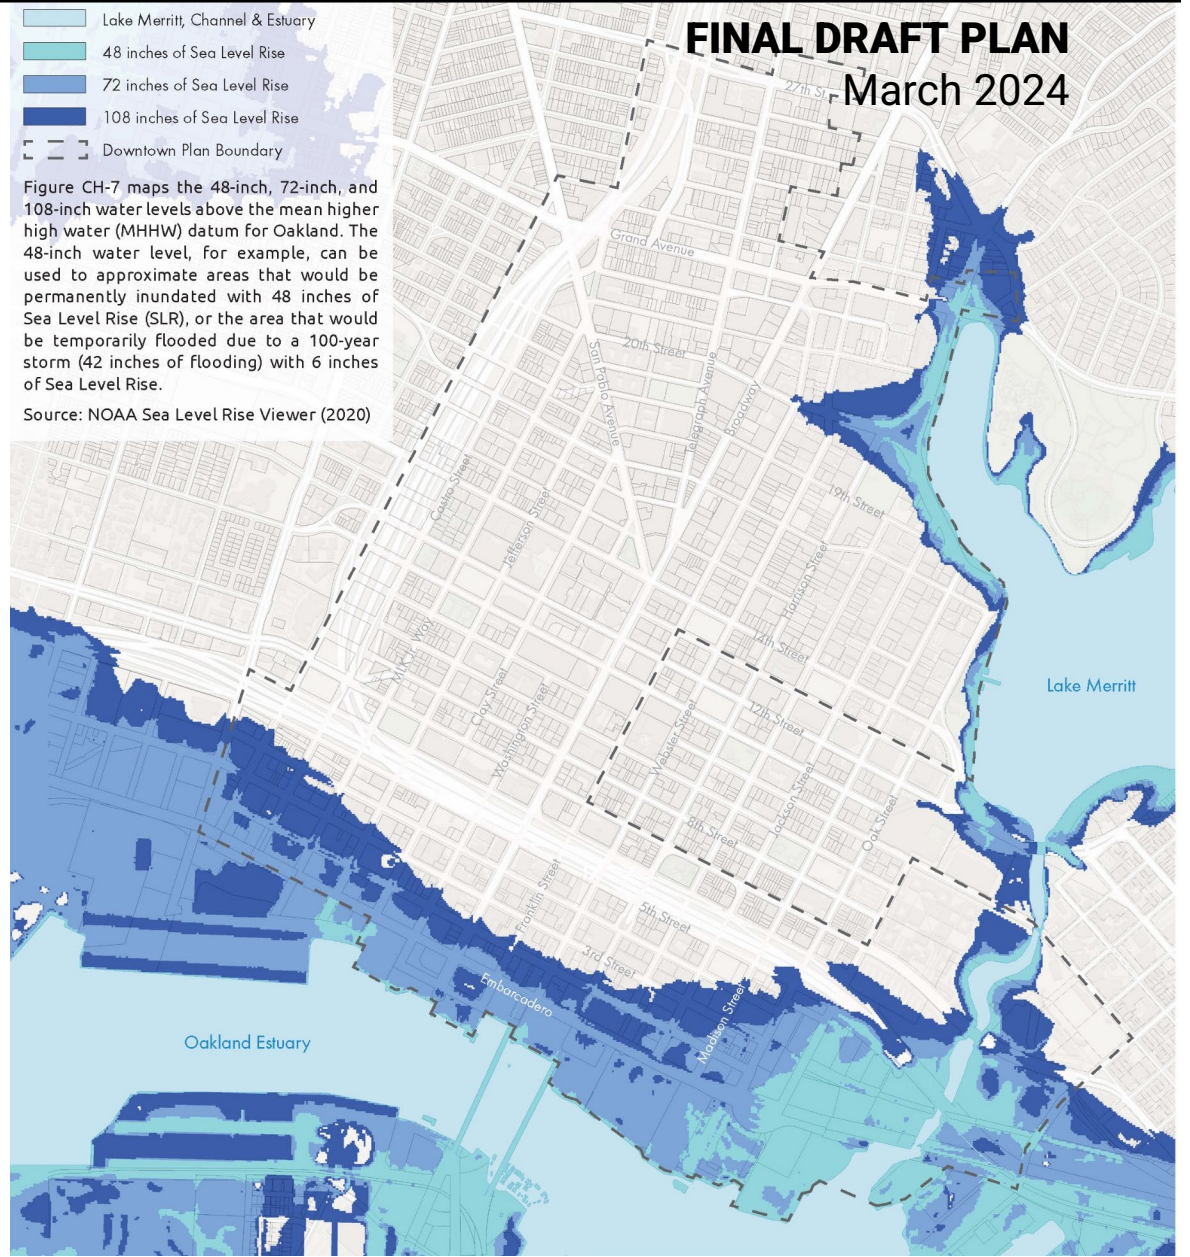 Lake Merritt, Channel & Estuary
48 inches of Sea Level Rise
72 inches of Sea Level Rise
108 inches of Sea Level Rise
Downtown Plan Boundary
Figure CH-7 maps the 48-inch, 72-inch, and
108-inch water levels above the mean higher
high water (MHHW) datum for Oakland. The
48-inch water level, for example, can be
used to approximate areas that would be
permanently inundated with 48 inches of
Sea Level Rise (SLR), or the area that would
be temporarily flooded due to a 100-year
storm (42 inches of flooding) with 6 inches
of Sea Level Rise.
Source: NOAA Sea Level Rise Viewer (2020)
FINAL DRAFT PLAN
March 2024
27th St
Grand Avenue
20th Street
San Pablo Avenue
Telegraph Avenue
Broadway
Castro Street
Jefferson Street
19th Street
Harrison Street
14th Street
MLK Jr. Way
Clay Street
Washington Street
Webster Street
12th Street
Lake Merritt
Jackson Street
8th Street
Oak Street
Franklin Street
5th Street
3rd Street
Embarcadero
Madison Street
Oakland Estuary